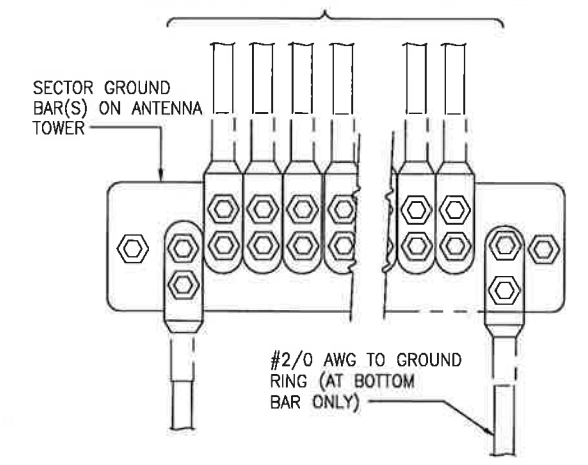 SECTOR GROUND
BAR(S) ON ANTENNA
TOWER
#2/0 AWG TO GROUND
RING (AT BOTTOM
BAR ONLY)